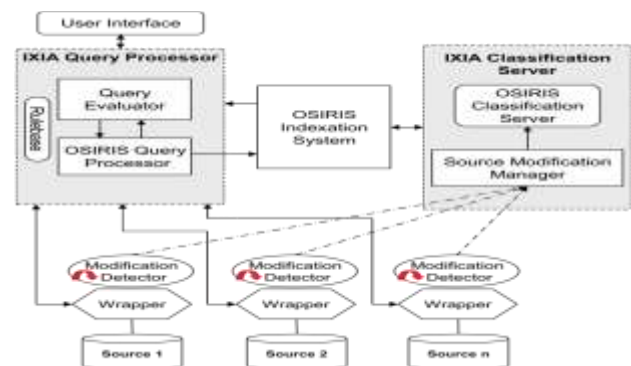 User Interface
IXIA Query Processor
Query
Evaluator
Rulebase
OSIRIS Query
Processor
OSIRIS
Indexation
System
IXIA Classification
Server
OSIRIS
Classification
Server
Source Modification
Manager
Modification
Detector
Modification
Detector
Modification
Detector
Wrapper
Wrapper
Wrapper
Source 1
Source 2
Source n